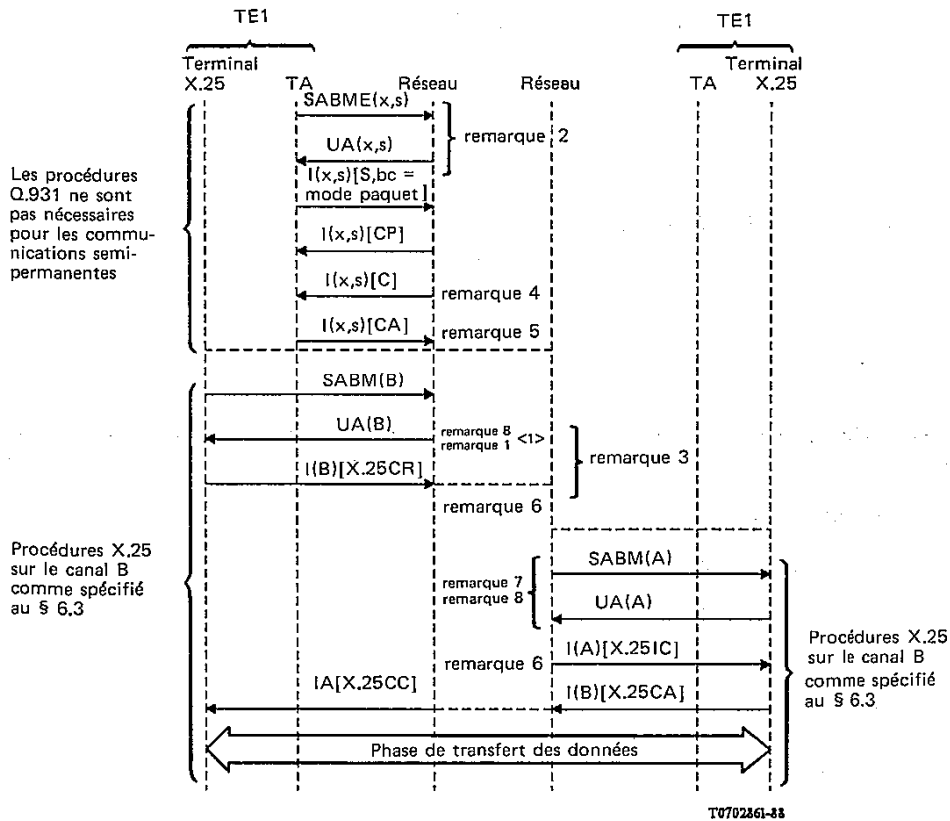 TE1
TE1
Terminal
X.25
TA
Réseau
Réseau
TA
Terminal
X.25
SABME(x,s)
UA(x,s)
remarque 2
I(x,s)[S,bc =
mode paquet]
I(x,s)[CP]
I(x,s)[C]
remarque 4
I(x,s)[CA]
remarque 5
Les procédures
Q.931 ne sont
pas nécessaires
pour les commu-
nications semi-
permanentes
SABM(B)
UA(B)
remarque 8
remarque 1 <1>
remarque 3
I(B)[X.25CR]
remarque 6
Procédures X.25
sur le canal B
comme spécifié
au § 6.3
SABM(A)
remarque 7
remarque 8
UA(A)
remarque 6
I(A)[X.25IC]
IA[X.25CC]
I(B)[X.25CA]
Procédures X.25
sur le canal B
comme spécifié
au § 6.3
Phase de transfert des données
T0702861-88